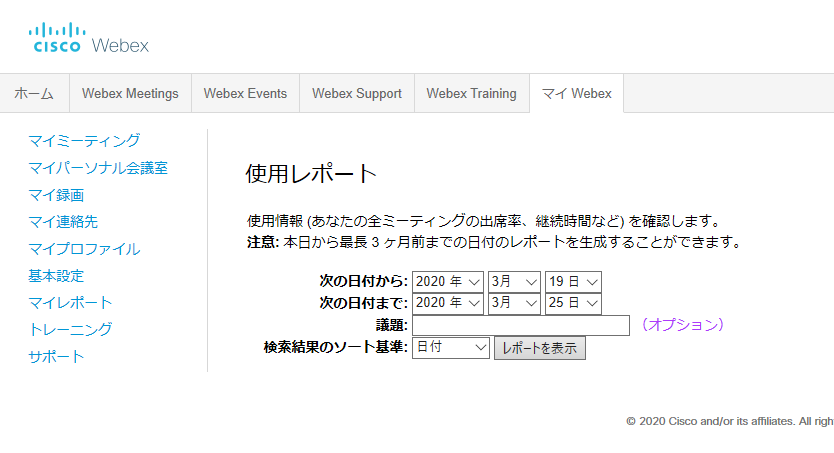 CISCO Webex
ホーム Webex Meetings Webex Events Webex Support Webex Training マイ Webex
マイミーティング
マイパーソナル会議室
マイ録画
マイ連絡先
マイプロファイル
基本設定
マイレポート
トレーニング
サポート
使用レポート
使用情報 (あなたの全ミーティングの出席率、継続時間など) を確認します。
注意: 本日から最長 3 ヶ月前までの日付のレポートを生成することができます。
次の日付から: 2020 年 3月 19 日
次の日付まで: 2020 年 3月 25 日
議題: （オプション）
検索結果のソート基準: 日付 レポートを表示
© 2020 Cisco and/or its affiliates. All righ